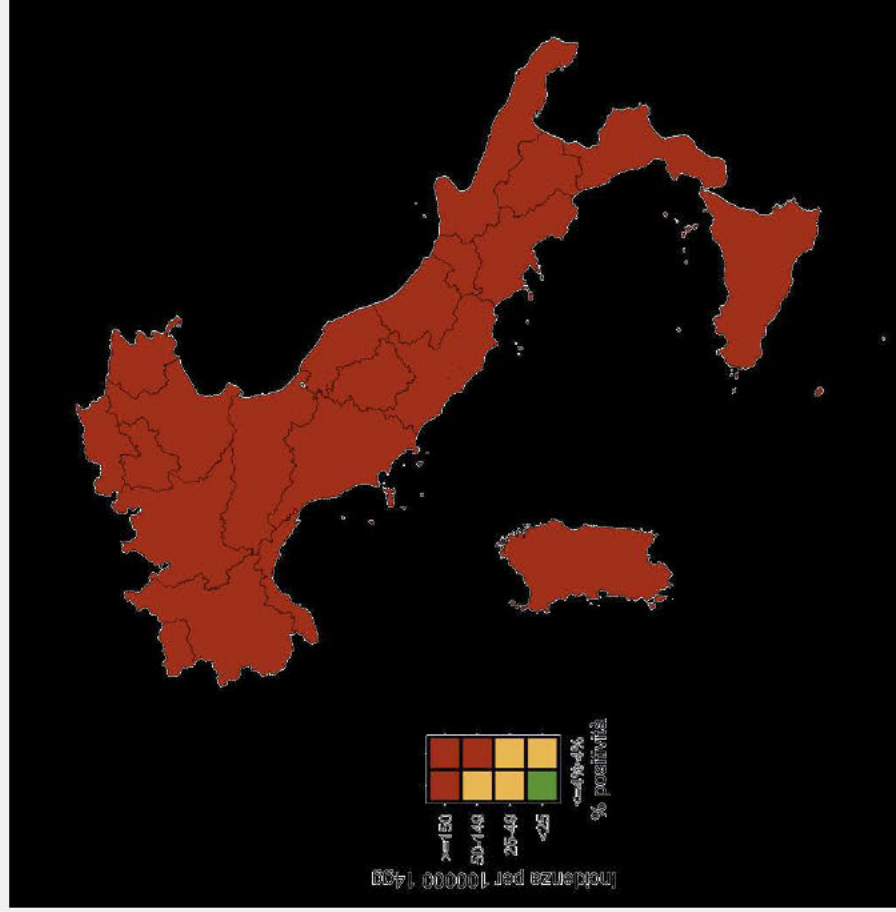 Incidenza per 100000 14gg
>=150
50-149
25-49
<25
<=4% >4%
% positività